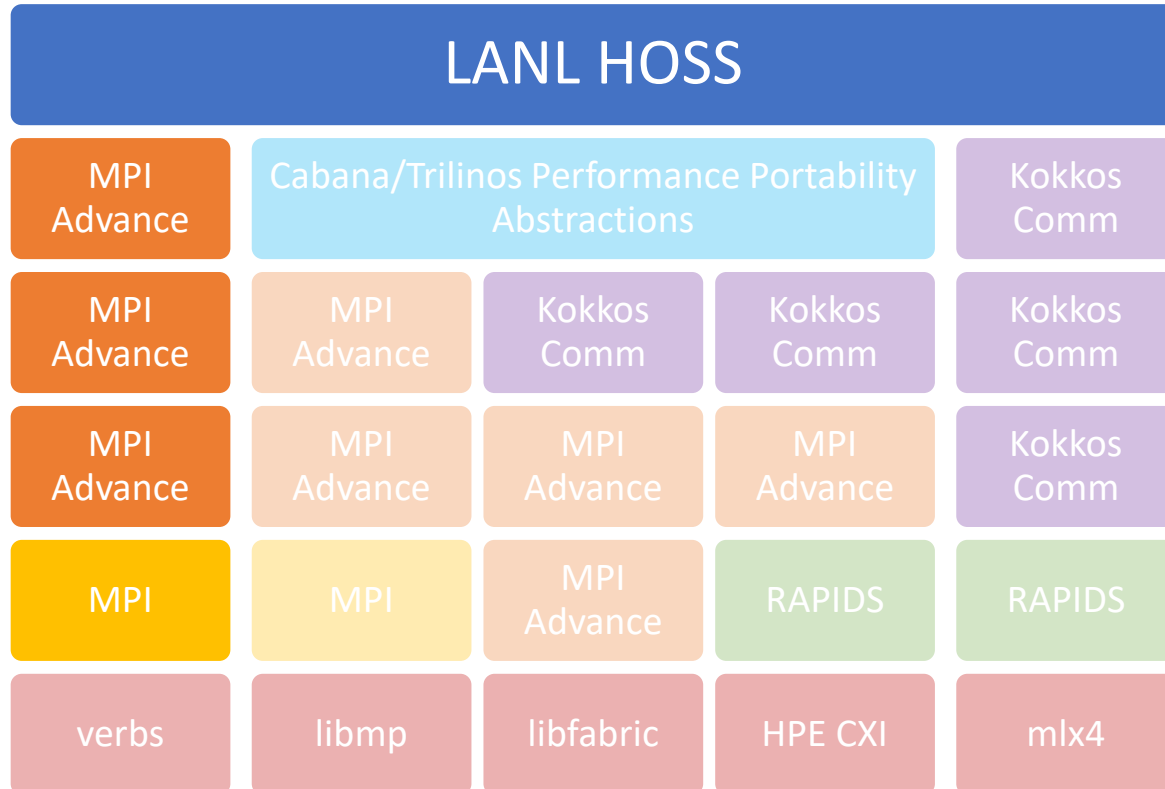 LANL HOSS
MPI
Advance
Cabana/Trilinos Performance Portability
Abstractions
Kokkos
Comm
MPI
Advance
MPI
Advance
Kokkos
Comm
Kokkos
Comm
Kokkos
Comm
MPI
Advance
MPI
Advance
MPI
Advance
MPI
Advance
Kokkos
Comm
MPI
MPI
MPI
Advance
RAPIDS
RAPIDS
verbs
libmp
libfabric
HPE CXI
mlx4